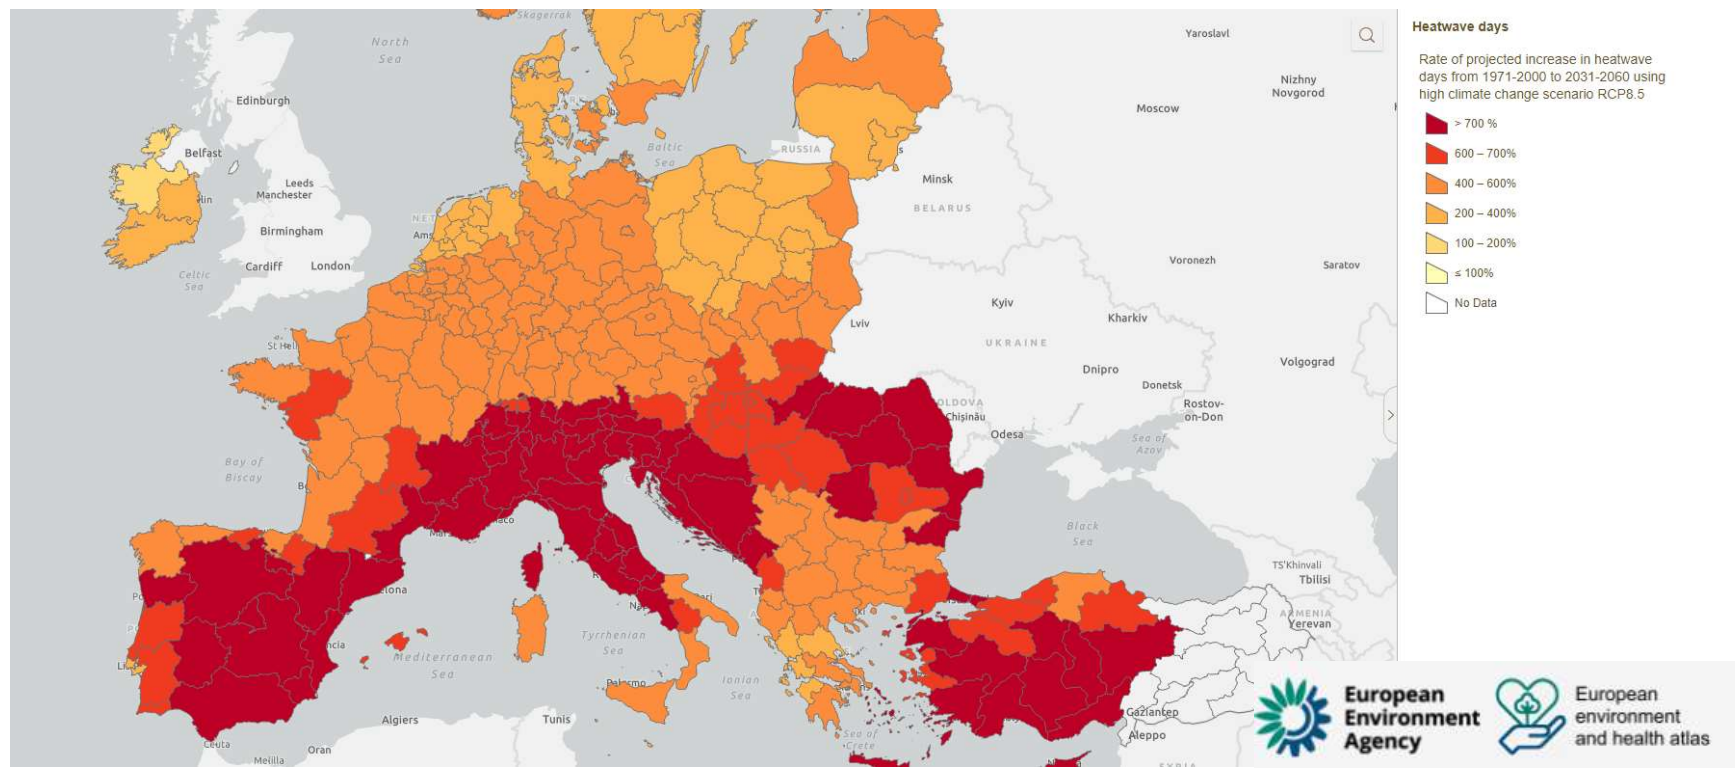 Skagerrak
North
Sea
Yaroslavl
Nizhny
Novgorod
Edinburgh
Moscow
Belfast
Baltic
Sea
RUSSIA
Leeds
Manchester
Minsk
BELARUS
Birmingham
Cardiff
London
Celtic
Sea
Voronezh
Saratov
Kyiv
Kharkiv
Lviv
UKRAINE
Volgograd
Dnipro
Donetsk
Rostov-
on-Don
Chișinău
Odesa
Sea of
Azov
Bay of
Biscay
Black
Sea
TS'Khinvali
Tbilisi
ARMENIA
Yerevan
Tyrrhenian
Sea
Mediterranean
Sea
Ionian
Sea
Palermo
Algiers
Tunis
Gaziantep
Aleppo
Sea of
Crete
Ceuta
Oran
Melilla
SYRIA
Heatwave days
Rate of projected increase in heatwave
days from 1971-2000 to 2031-2060 using
high climate change scenario RCP8.5
> 700 %
600 – 700%
400 – 600%
200 – 400%
100 – 200%
≤ 100%
No Data
European
Environment
Agency
European
environment
and health atlas